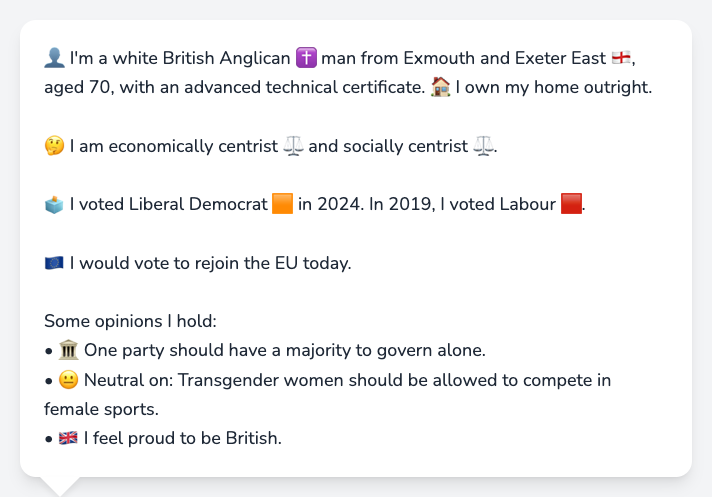 👤 I'm a white British Anglican ✝️ man from Exmouth and Exeter East 🏴󠁧󠁢󠁥󠁮󠁧󠁿,
aged 70, with an advanced technical certificate. 🏠 I own my home outright.
🤔 I am economically centrist ⚖️ and socially centrist ⚖️.
🗳️ I voted Liberal Democrat 🟧 in 2024. In 2019, I voted Labour 🟥.
🇪🇺 I would vote to rejoin the EU today.
Some opinions I hold:
• 🏛️ One party should have a majority to govern alone.
• 😐 Neutral on: Transgender women should be allowed to compete in
female sports.
• 🇬🇧 I feel proud to be British.